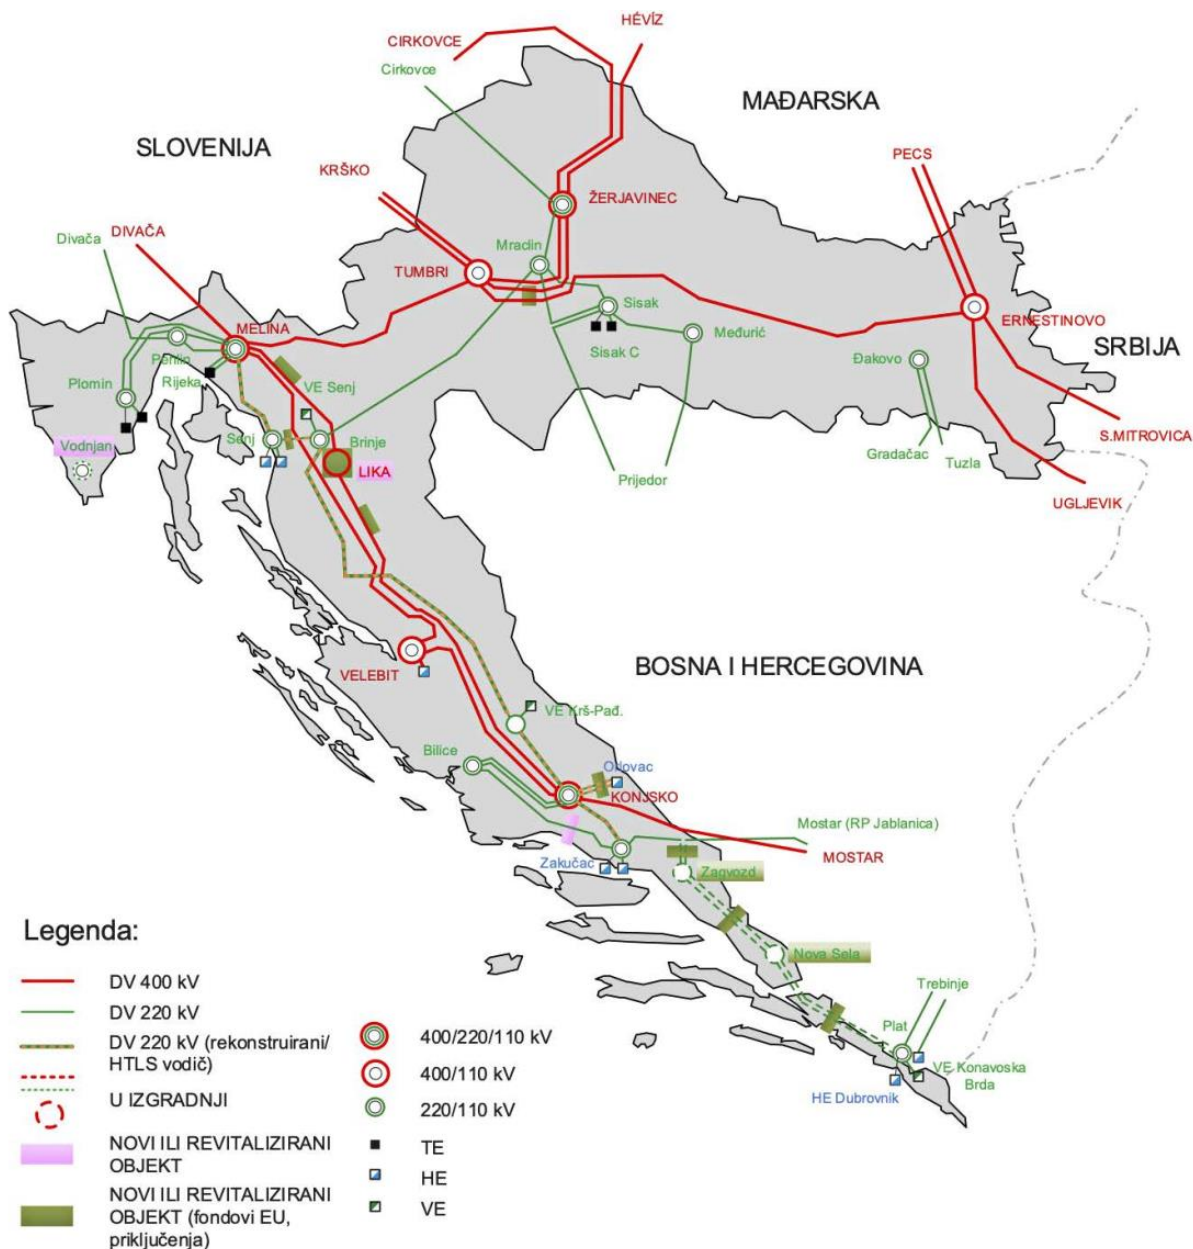 HÉVÍZ
CIRKOVCE
Cirkovce
MAĐARSKA
SLOVENIJA
PECS
KRŠKO
ŽERJAVINEC
DIVAČA
Divača
Mraclin
TUMBRI
Sisak
MELINA
ERNESTINOVO
Međurić
SRBIJA
Sisak C
Pehlin
Đakovo
Rijeka
VE Senj
Plomin
S.MITROVICA
Senj
Brinje
Vodnjan
Gradačac
Tuzla
LIKA
Prijedor
UGLJEVIK
BOSNA I HERCEGOVINA
VELEBIT
VE Krš-Pađ.
Bilice
Orlovac
KONJSKO
Mostar (RP Jablanica)
MOSTAR
Zakučac
Zagvozd
Nova Sela
Trebinje
Plat
VE Konavoska
Brda
HE Dubrovnik
Legenda:
DV 400 kV
DV 220 kV
DV 220 kV (rekonstruirani/
HTLS vodič)
U IZGRADNJI
NOVI ILI REVITALIZIRANI
OBJEKT
NOVI ILI REVITALIZIRANI
OBJEKT (fondovi EU,
priključenja)
400/220/110 kV
400/110 kV
220/110 kV
TE
HE
VE